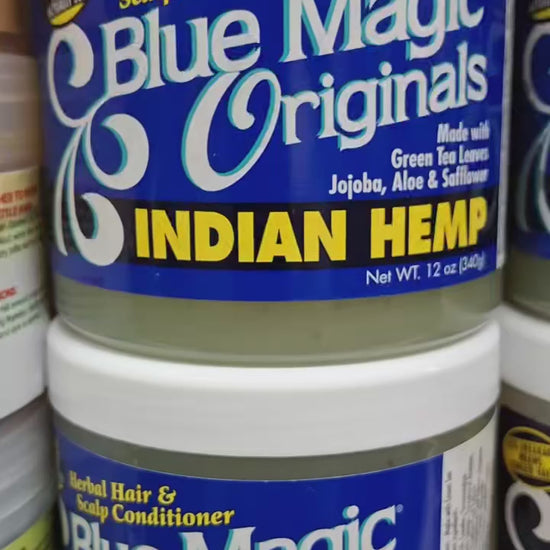 Scalp
Blue Magic
Originals
Made with
Green Tea Leaves
Jojoba, Aloe & Safflower
INDIAN HEMP
Net WT. 12 oz (340g)
Herbal Hair &
Scalp Conditioner
Blue Magic